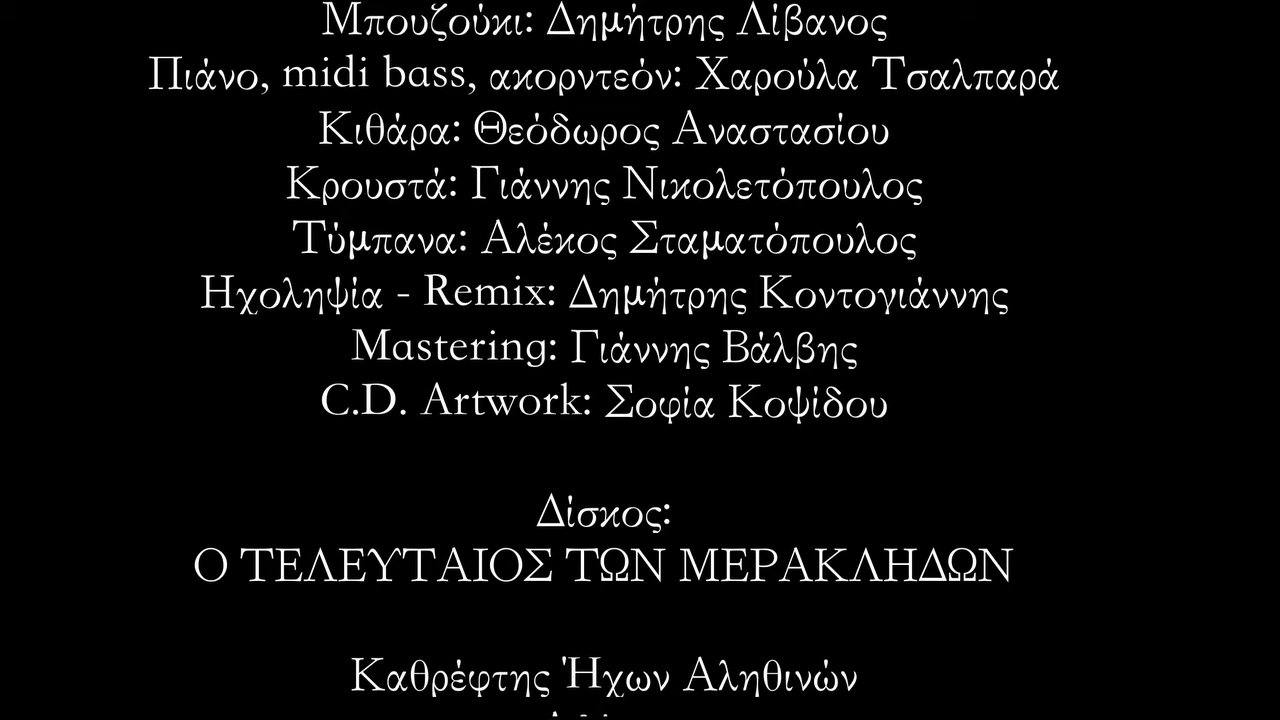 Μπουζούκι: Δημήτρης Λίβανος
Πιάνο, midi bass, ακορντεόν: Χαρούλα Τσαλπαρά
Κιθάρα: Θεόδωρος Αναστασίου
Κρουστά: Γιάννης Νικολετόπουλος
Τύμπανα: Αλέκος Σταματόπουλος
Ηχοληψία - Remix: Δημήτρης Κοντογιάννης
Mastering: Γιάννης Βάλβης
C.D. Artwork: Σοφία Κοψίδου
Δίσκος:
Ο ΤΕΛΕΥΤΑΙΟΣ ΤΩΝ ΜΕΡΑΚΛΗΔΩΝ
Καθρέφτης Ήχων Αληθινών